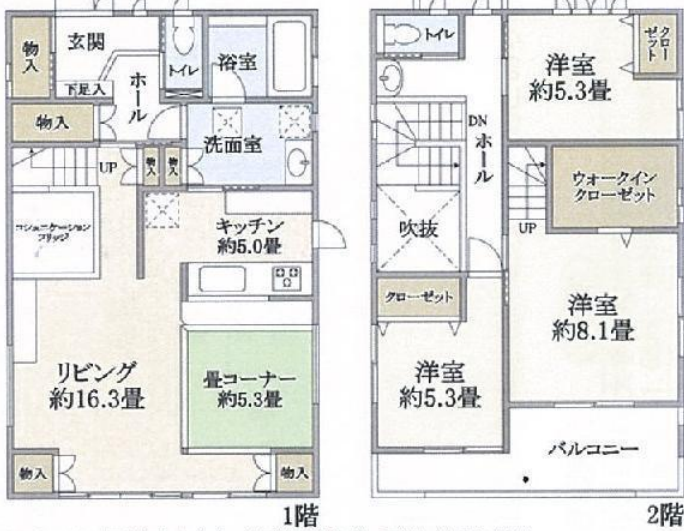 物入
玄関
下足入
トイレ
浴室
ホール
物入
洗面室
UP
物入
物入
コミュニケーション
キッチン
約5.0畳
リビング
約16.3畳
畳コーナー
約5.3畳
物入
物入
1階
トイレ
洋室
約5.3畳
クローゼット
DN
ホール
吹抜
UP
ウォークイン
クローゼット
クローゼット
洋室
約5.3畳
洋室
約8.1畳
バルコニー
2階